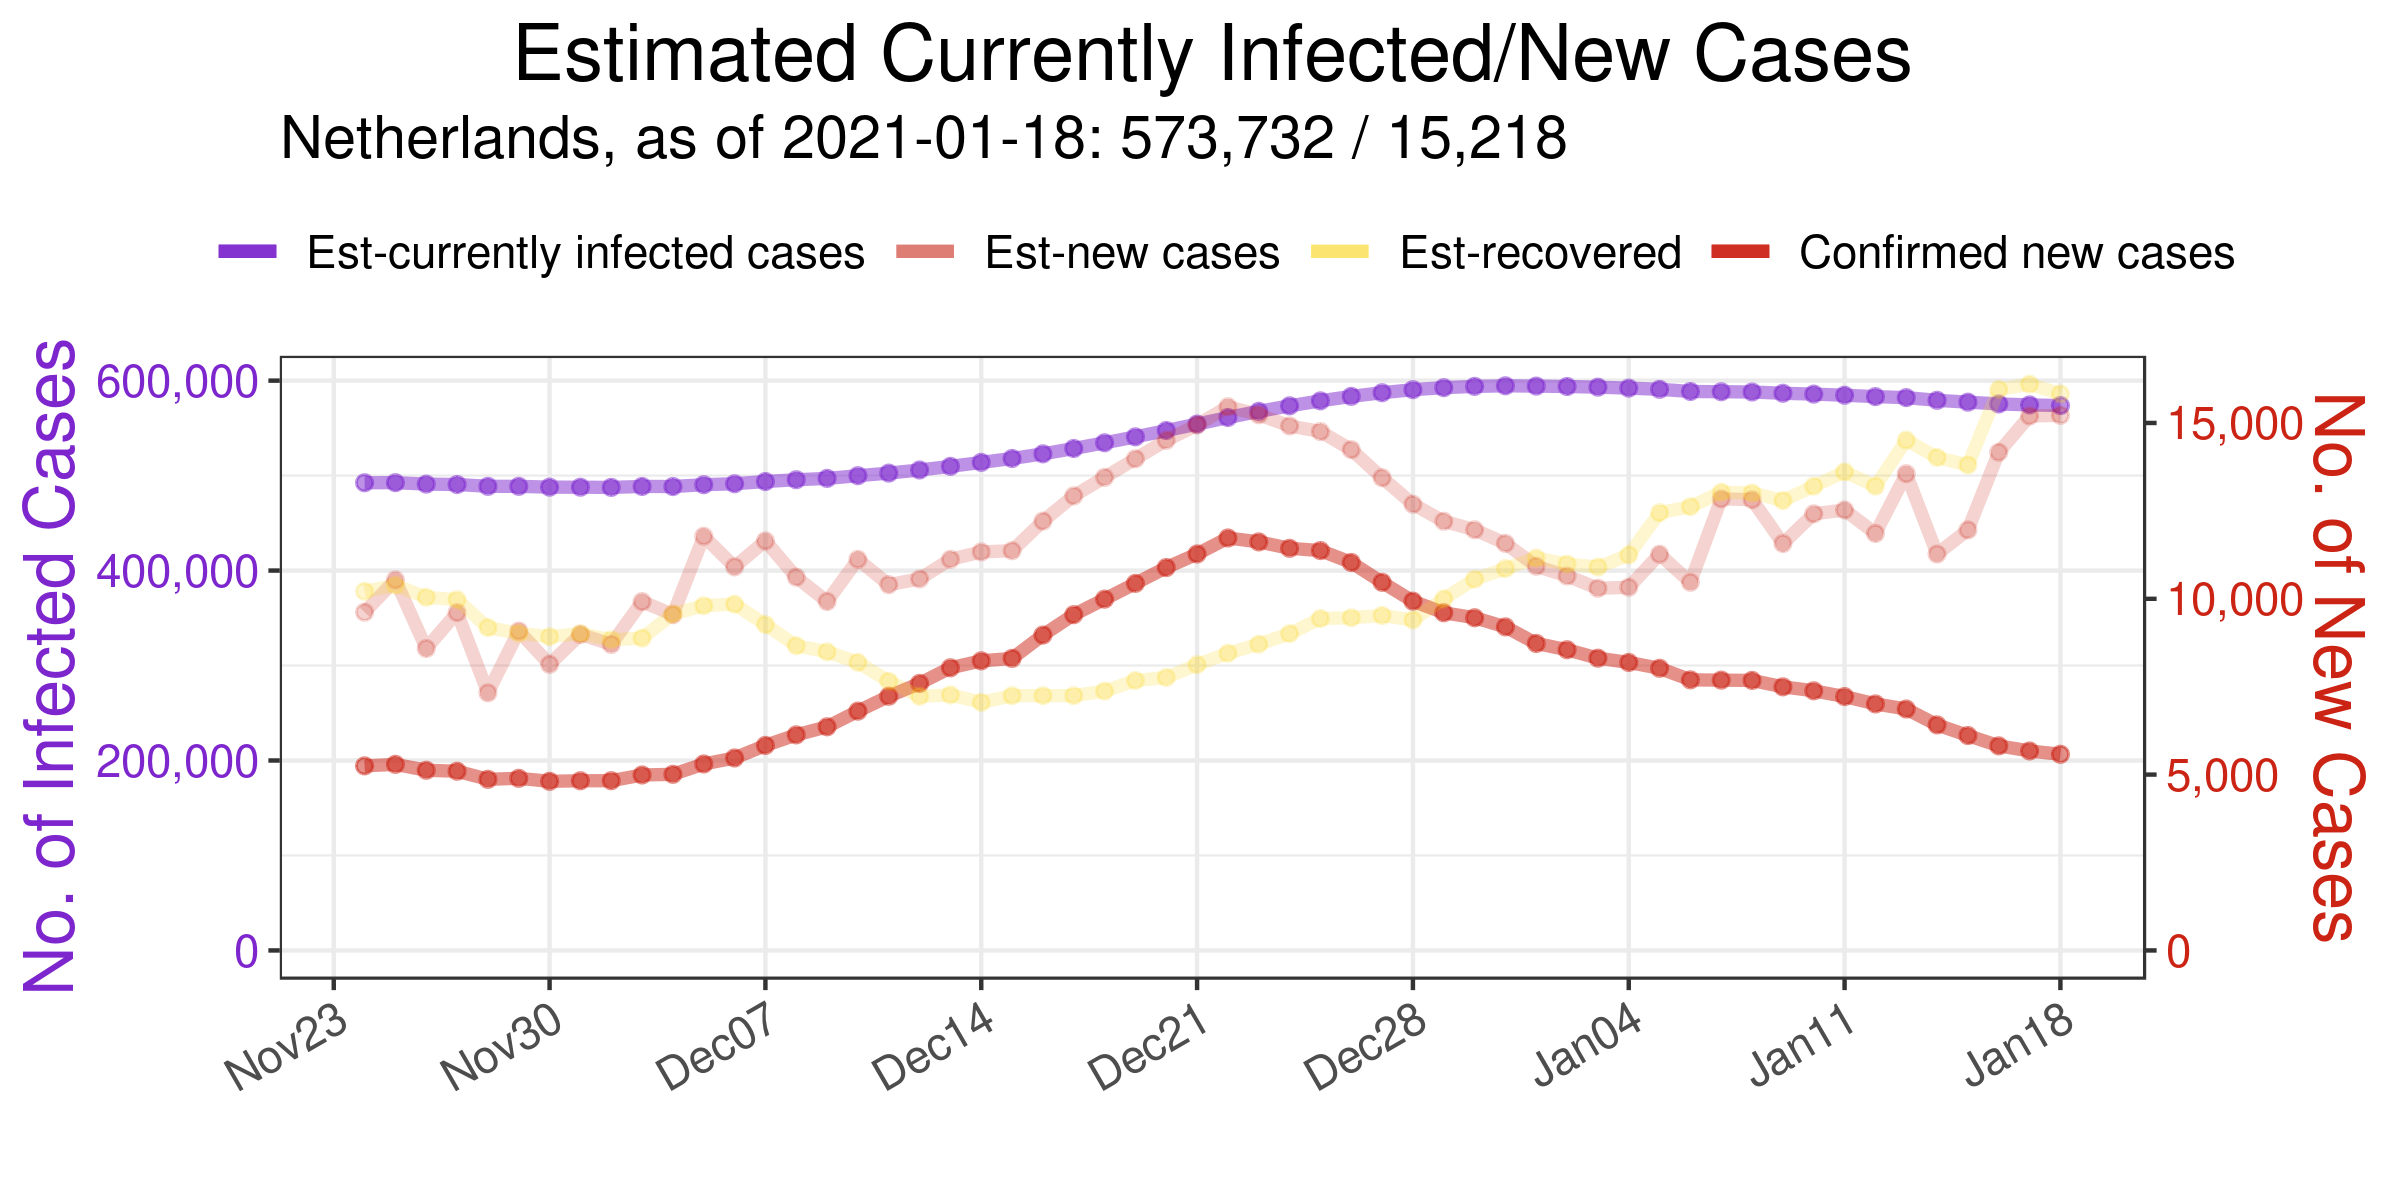 Estimated Currently Infected/New Cases
Netherlands, as of 2021-01-18: 573,732 / 15,218
Est-currently infected cases Est-new cases Est-recovered Confirmed new cases
No. of Infected Cases
600,000
400,000
200,000
0
15,000
10,000
5,000
0
No. of New Cases
Nov23 Nov30 Dec07 Dec14 Dec21 Dec28 Jan04 Jan11 Jan18